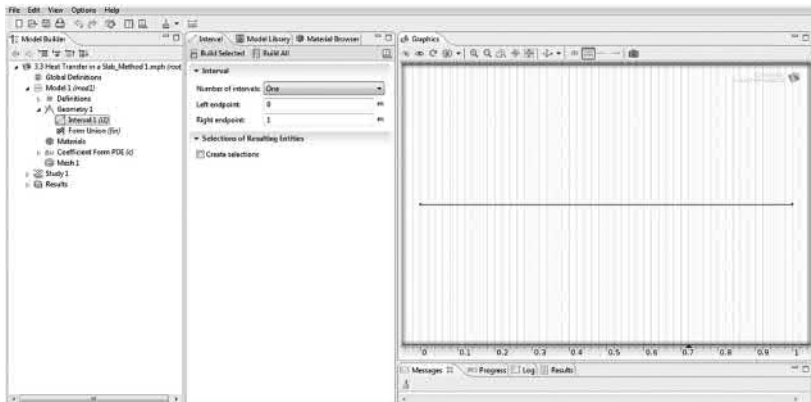 File Edit View Options Help
Model Builder
3.3 Heat Transfer in a Slab_Method 1.mph (root)
Global Definitions
Model 1 (mod1)
Definitions
Geometry 1
Interval 1 (i1)
Form Union (fin)
Materials
Coefficient Form PDE (c)
Mesh 1
Study 1
Results
Interval Model Library Material Browser
Build Selected Build All
Interval
Number of intervals: One
Left endpoint: 0 m
Right endpoint: 1 m
Selections of Resulting Entities
Create selections
Graphics
0 0.1 0.2 0.3 0.4 0.5 0.6 0.7 0.8 0.9 1
Messages Progress Log Results